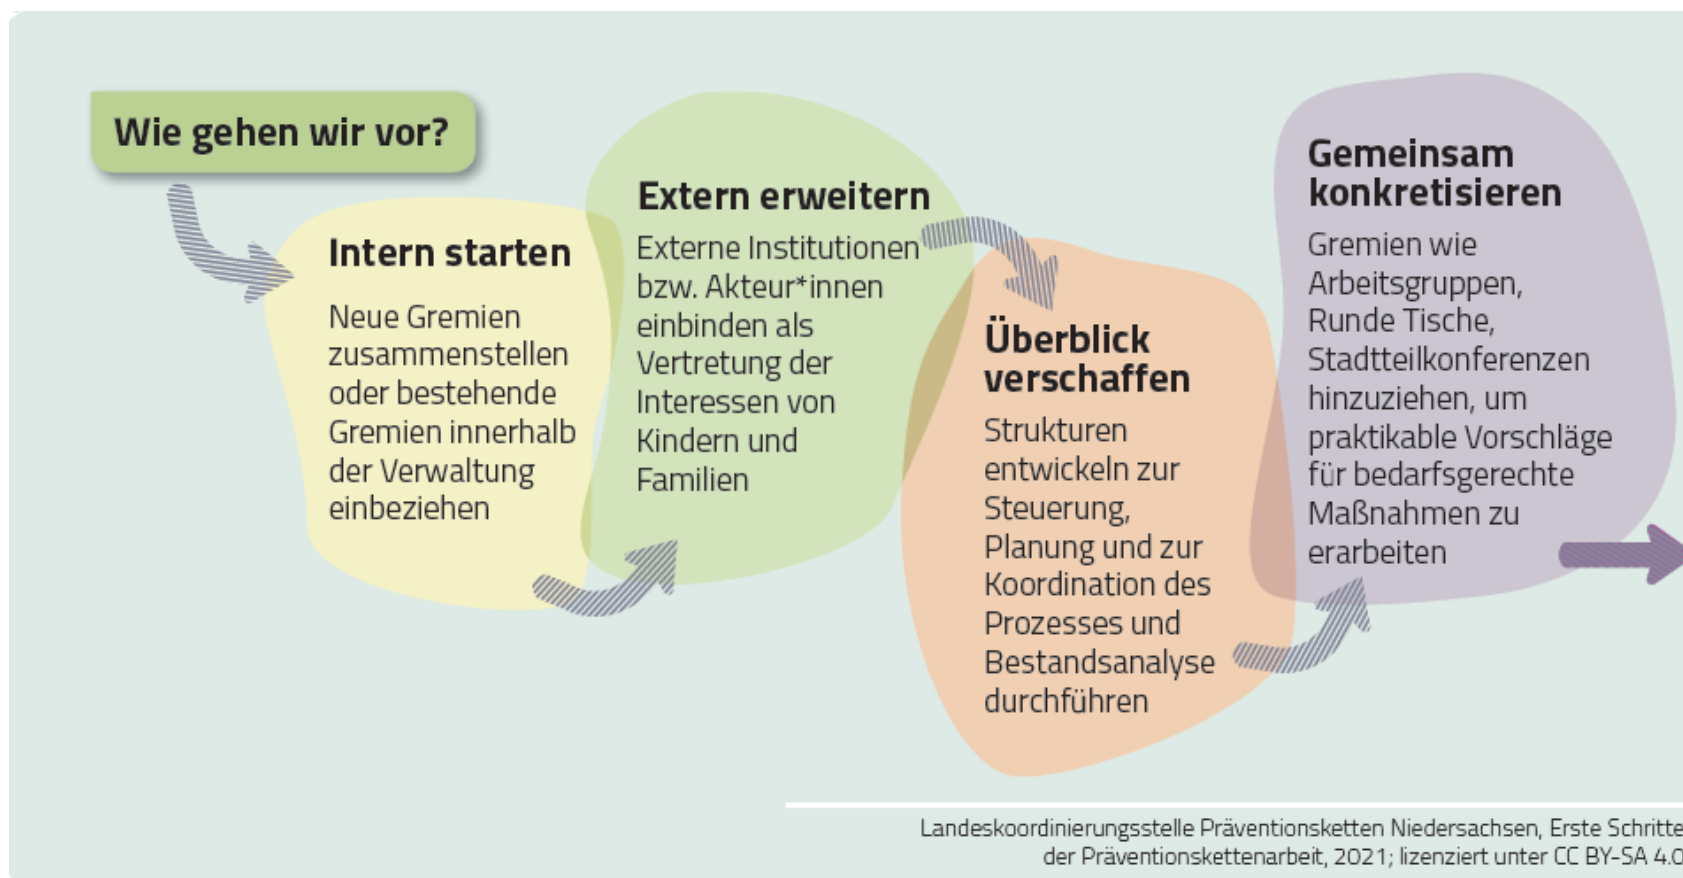 Wie gehen wir vor?
Intern starten
Neue Gremien
zusammenstellen
oder bestehende
Gremien innerhalb
der Verwaltung
einbeziehen
Extern erweitern
Externe Institutionen
bzw. Akteur*innen
einbinden als
Vertretung der
Interessen von
Kindern und
Familien
Überblick
verschaffen
Strukturen
entwickeln zur
Steuerung,
Planung und zur
Koordination des
Prozesses und
Bestandsanalyse
durchführen
Gemeinsam
konkretisieren
Gremien wie
Arbeitsgruppen,
Runde Tische,
Stadtteilkonferenzen
hinzuziehen, um
praktikable Vorschläge
für bedarfsgerechte
Maßnahmen zu
erarbeiten
Landeskoordinierungsstelle Präventionsketten Niedersachsen, Erste Schritte
der Präventionskettenarbeit, 2021; lizenziert unter CC BY-SA 4.0